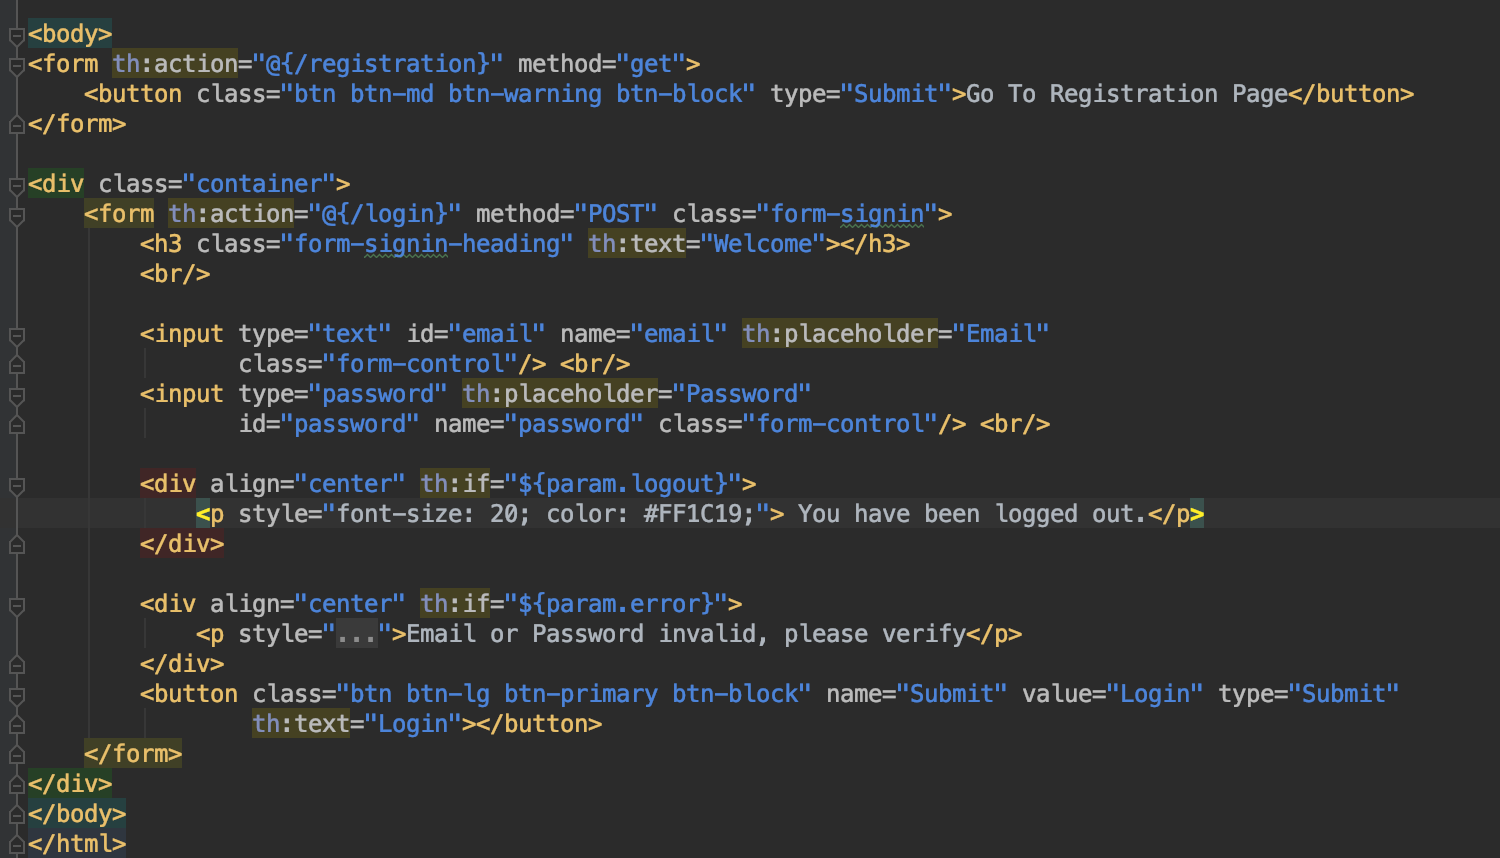 <body>
<form th:action="@{/registration}" method="get">
    <button class="btn btn-md btn-warning btn-block" type="Submit">Go To Registration Page</button>
</form>
<div class="container">
    <form th:action="@{/login}" method="POST" class="form-signin">
        <h3 class="form-signin-heading" th:text="Welcome"></h3>
        <br/>
        <input type="text" id="email" name="email" th:placeholder="Email"
               class="form-control"/> <br/>
        <input type="password" th:placeholder="Password"
               id="password" name="password" class="form-control"/> <br/>
        <div align="center" th:if="${param.logout}">
            <p style="font-size: 20; color: #FF1C19;"> You have been logged out.</p>
        </div>
        <div align="center" th:if="${param.error}">
            <p style="...">Email or Password invalid, please verify</p>
        </div>
        <button class="btn btn-lg btn-primary btn-block" name="Submit" value="Login" type="Submit"
                th:text="Login"></button>
    </form>
</div>
</body>
</html>